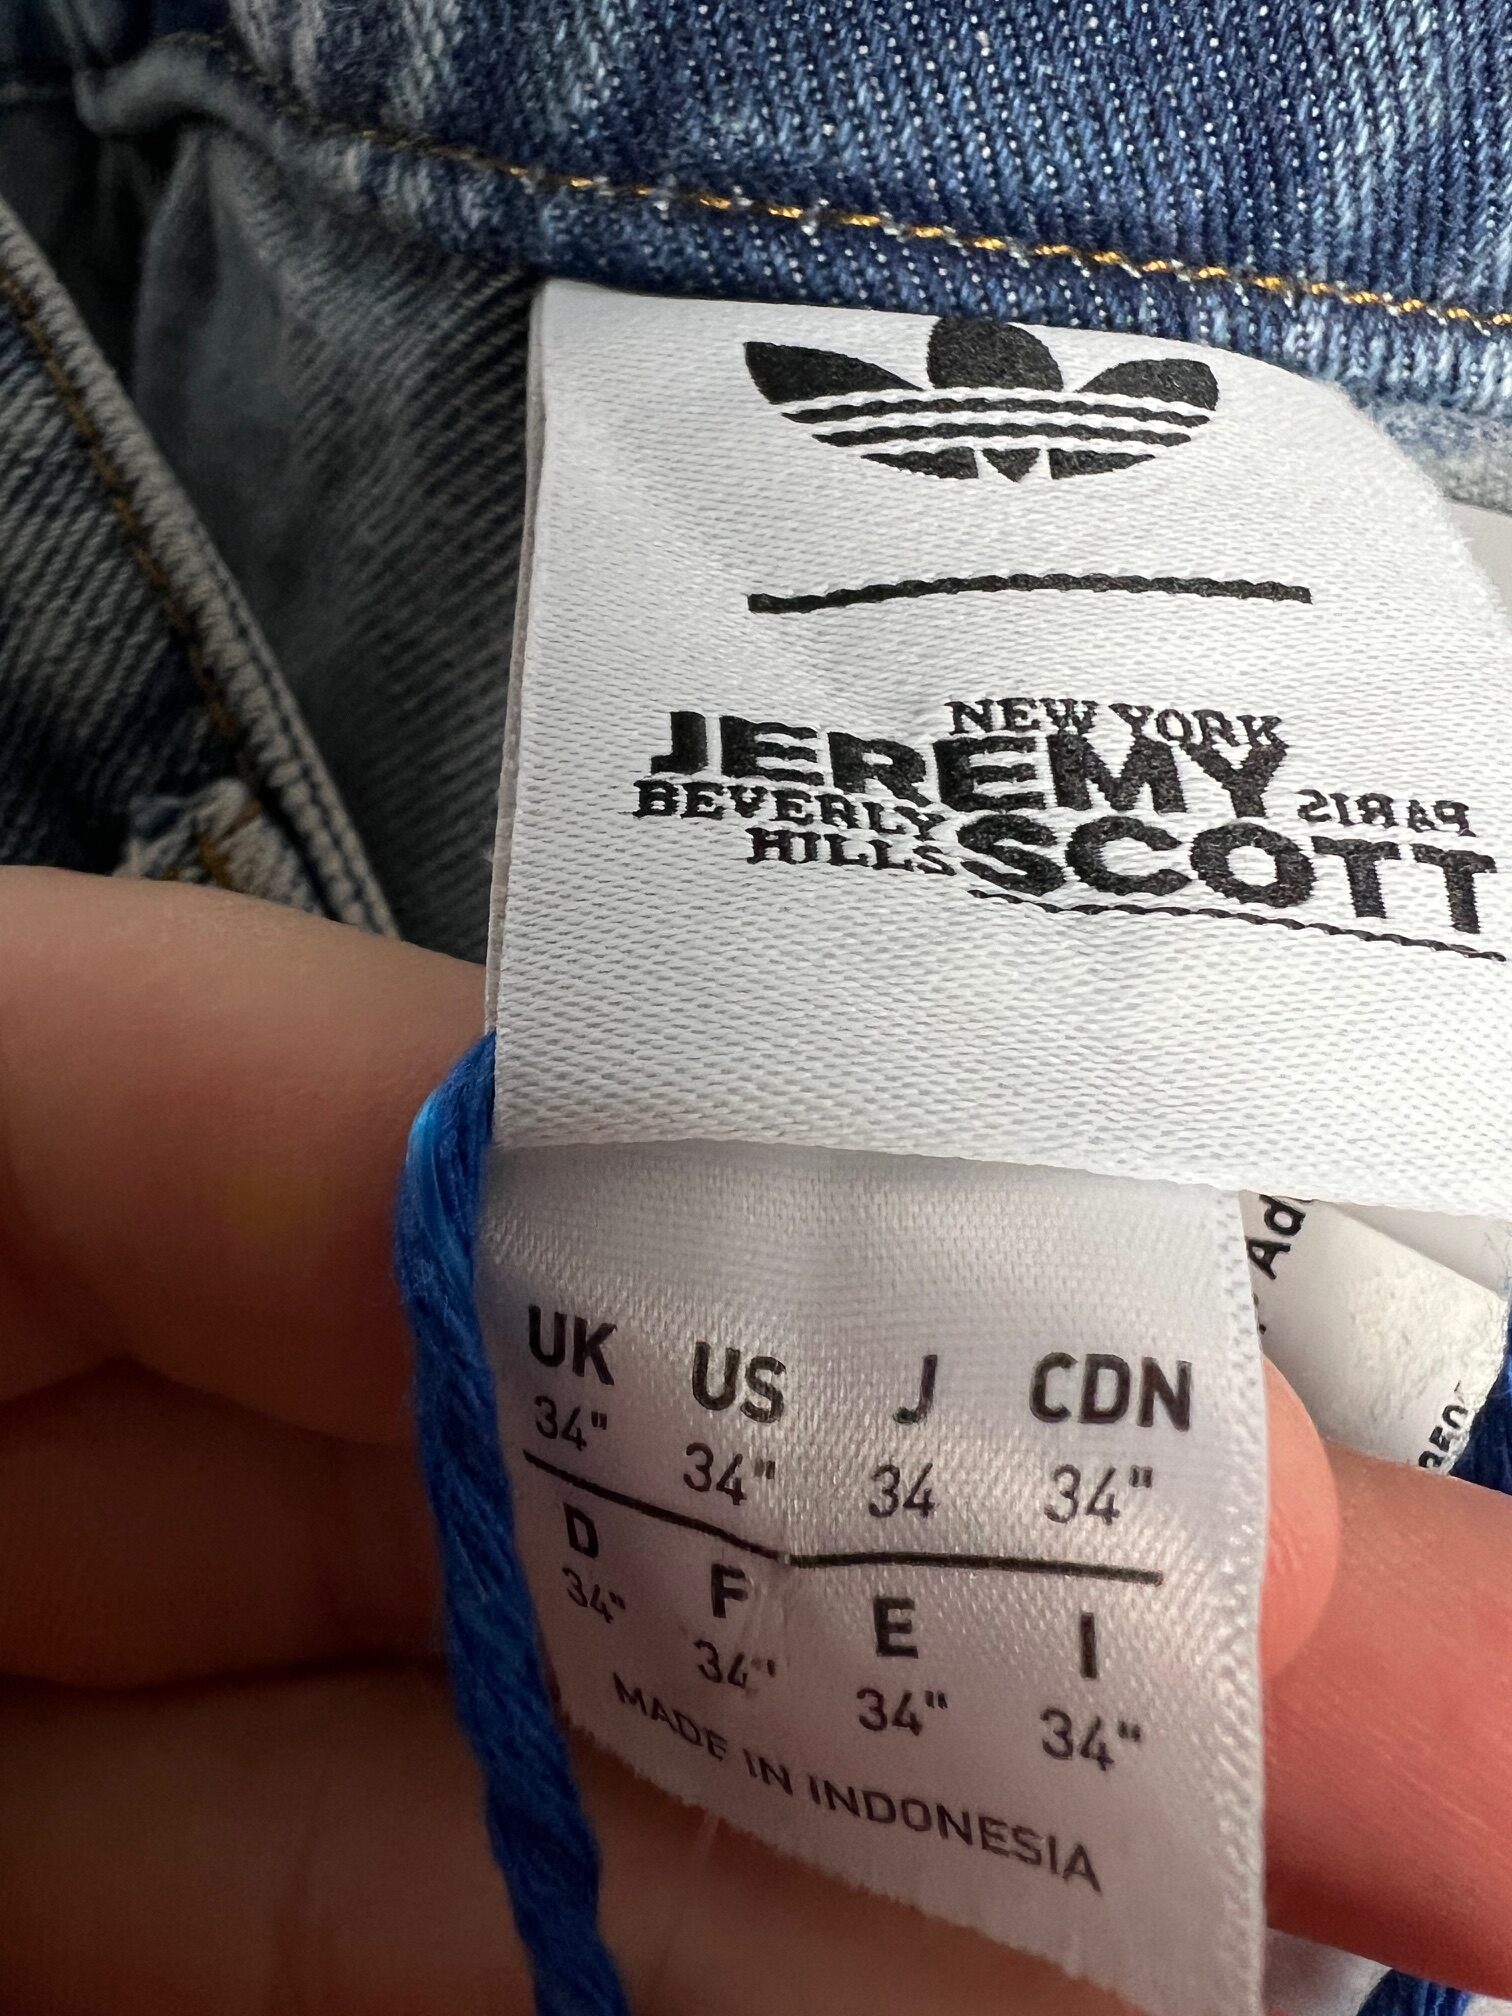 NEW YORK
JEREMY
BEVERLY PARIS
HILLS SCOTT
UK US J CDN
34" 34" 34 34"
D F E I
34" 34" 34" 34"
MADE IN INDONESIA